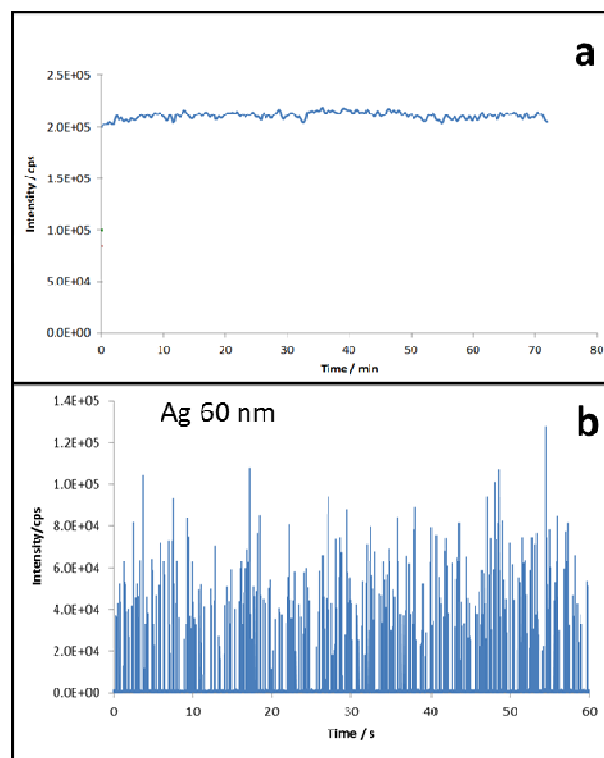 a
2.5E+05
2.0E+05
1.5E+05
1.0E+05
5.0E+04
0.0E+00
Intensity / cps
0 10 20 30 40 50 60 70 80
Time / min
Ag 60 nm
b
1.4E+05
1.2E+05
1.0E+05
8.0E+04
6.0E+04
4.0E+04
2.0E+04
0.0E+00
Intensity/cps
0 10 20 30 40 50 60
Time / s